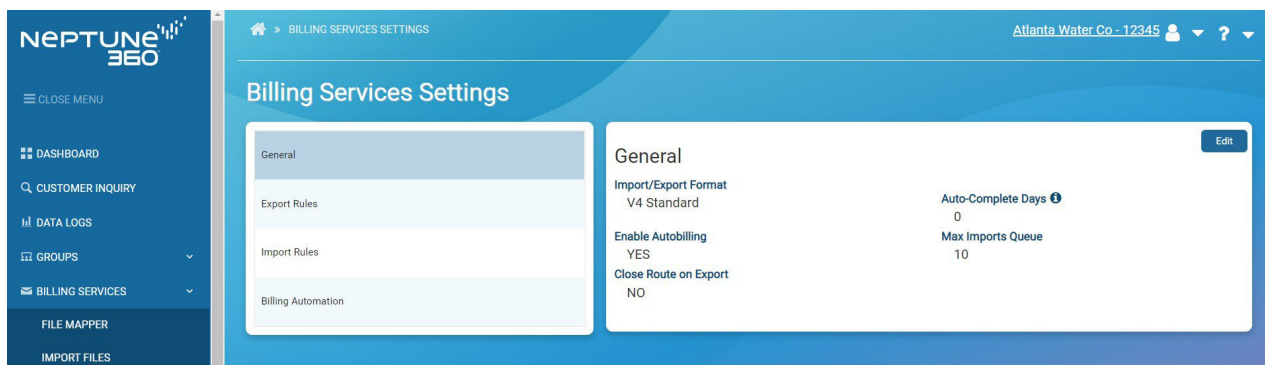 NEPTUNE
360
CLOSE MENU
DASHBOARD
CUSTOMER INQUIRY
DATA LOGS
GROUPS
BILLING SERVICES
FILE MAPPER
IMPORT FILES
» BILLING SERVICES SETTINGS
Atlanta Water Co - 12345 ?
Billing Services Settings
General
Export Rules
Import Rules
Billing Automation
Edit
General
Import/Export Format
V4 Standard
Enable Autobilling
YES
Close Route on Export
NO
Auto-Complete Days
0
Max Imports Queue
10